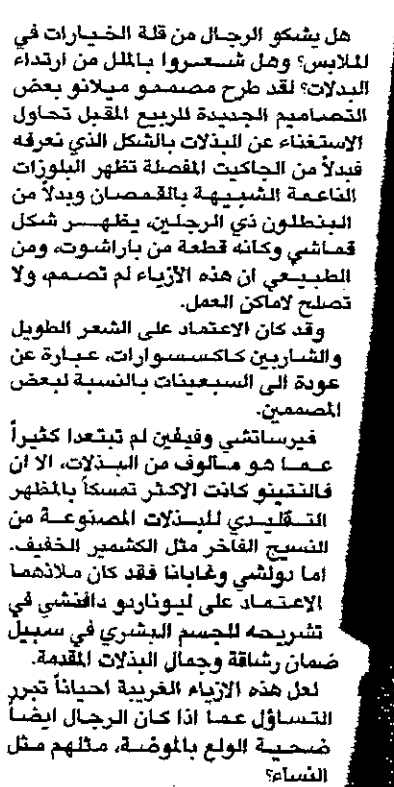 هل يشكو الرجال من قلة الخيارات في
الملابس؟ وهل شعروا بالملل من ارتداء
البدلات؟ لقد طرح مصممو ميلانو بعض
التصاميم الجديدة للربيع المقبل تحاول
الاستغناء عن البذلات بالشكل الذي نعرفه
فبدلاً من الجاكيت المفصلة تظهر البلوزات
الناعمة الشبيهة بالقمصان وبدلاً من
البنطلون ذي الرجلين، يظهر شكل
قماشي وكانه قطعة من باراشوت، ومن
الطبيعي ان هذه الأزياء لم تصمم، ولا
تصلح لاماكن العمل.
وقد كان الاعتماد على الشعر الطويل
والشاربين كاكسسوارات، عبارة عن
عودة الى السبعينات بالنسبة لبعض
المصممين.
فيرساتشي وفيفين لم تبتعدا كثيراً
عما هو مألوف من البذلات، الا ان
فالنتينو كانت الاكثر تمسكاً بالمظهر
التقليدي للبذلات المصنوعة من
النسيج الفاخر مثل الكشمير الخفيف.
اما دولشي وغابانا فقد كان ملاذهما
الاعتماد على ليوناردو دافنشي في
تشريحه للجسم البشري في سبيل
ضمان رشاقة وجمال البذلات المقدمة.
لعل هذه الازياء الغريبة احياناً تبرر
التساؤل عما اذا كان الرجال ايضاً
ضحية الولع بالموضة، مثلهم مثل
النساء؟